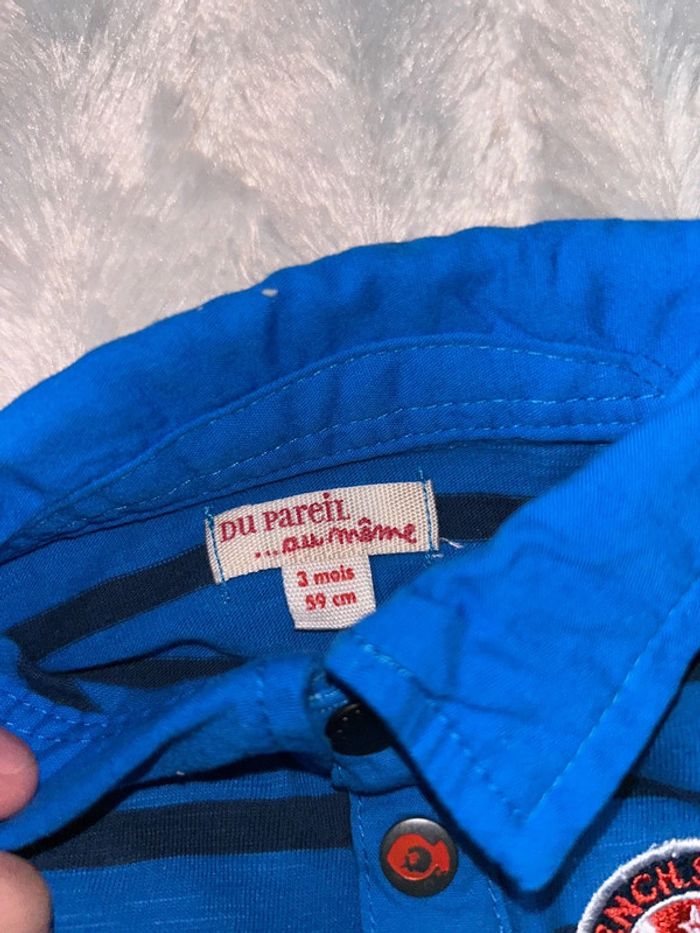 DU PAREIL
...au même
3 mois
59 cm